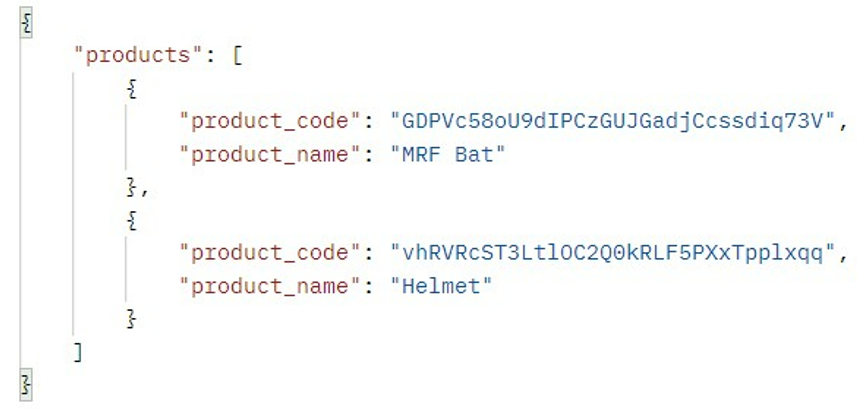 {
"products": [
{
"product_code": "GDPVc58oU9dIPCzGUJGadjCcssdiq73V",
"product_name": "MRF Bat"
},
{
"product_code": "vhRVRcST3LtlOC2Q0kRLF5PXxTpplxqq",
"product_name": "Helmet"
}
]
}